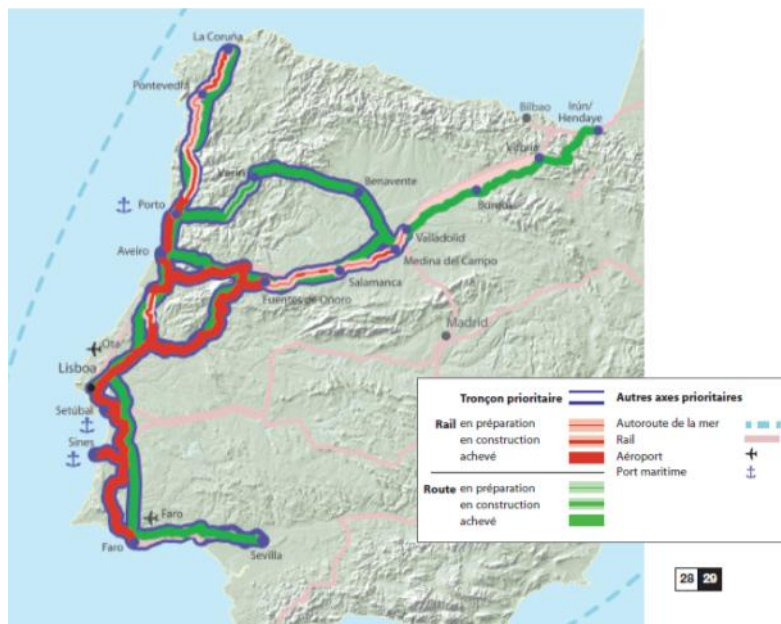 La Coruña
Pontevedra
Bilbao
Irún/
Hendaye
Vitoria
Verín
Benavente
Burgos
Porto
Valladolid
Aveiro
Medina del Campo
Salamanca
Fuentes de Oñoro
Madrid
Ota
Lisboa
Setúbal
Sines
Faro
Faro
Sevilla
Tronçon prioritaire
Autres axes prioritaires
Rail en préparation
en construction
achevé
Autoroute de la mer
Rail
Aéroport
Port maritime
Route en préparation
en construction
achevé
28 29